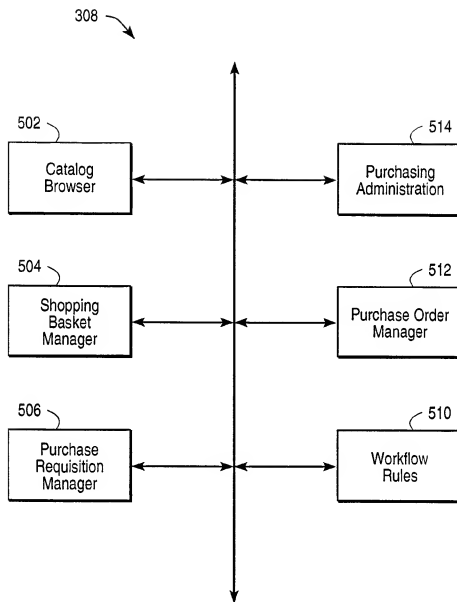 308
502
Catalog
Browser
514
Purchasing
Administration
504
Shopping
Basket
Manager
512
Purchase Order
Manager
506
Purchase
Requisition
Manager
510
Workflow
Rules